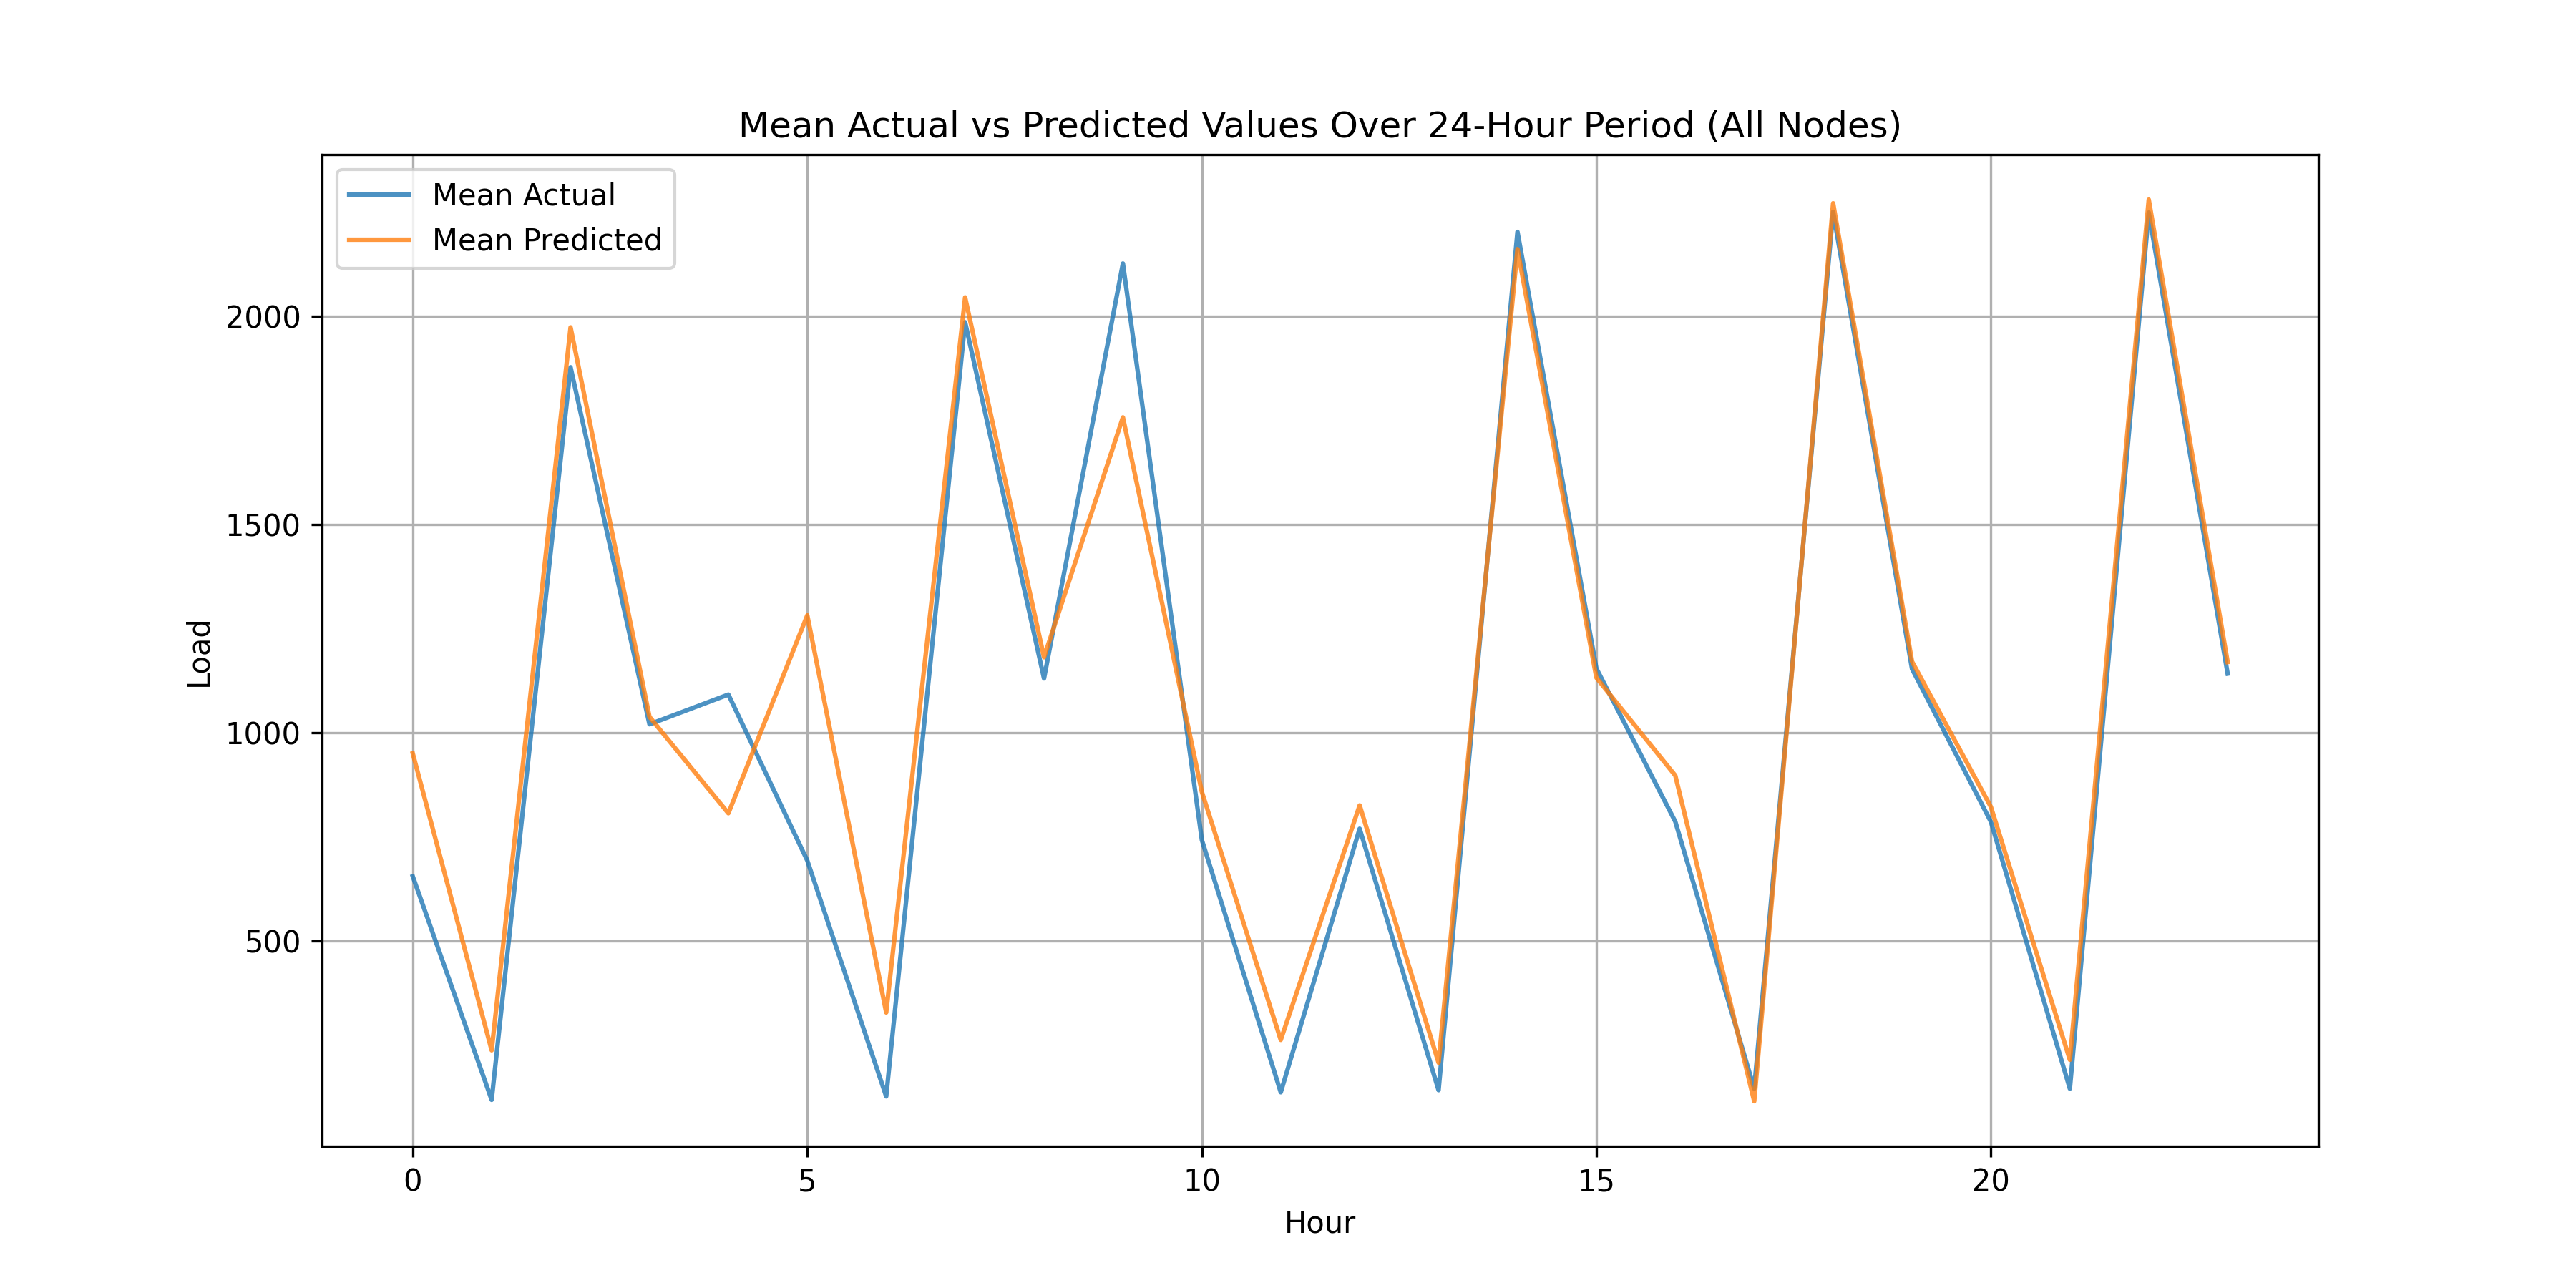 Mean Actual vs Predicted Values Over 24-Hour Period (All Nodes)
Mean Actual
Mean Predicted
2000
1500
1000
500
Load
0 5 10 15 20
Hour